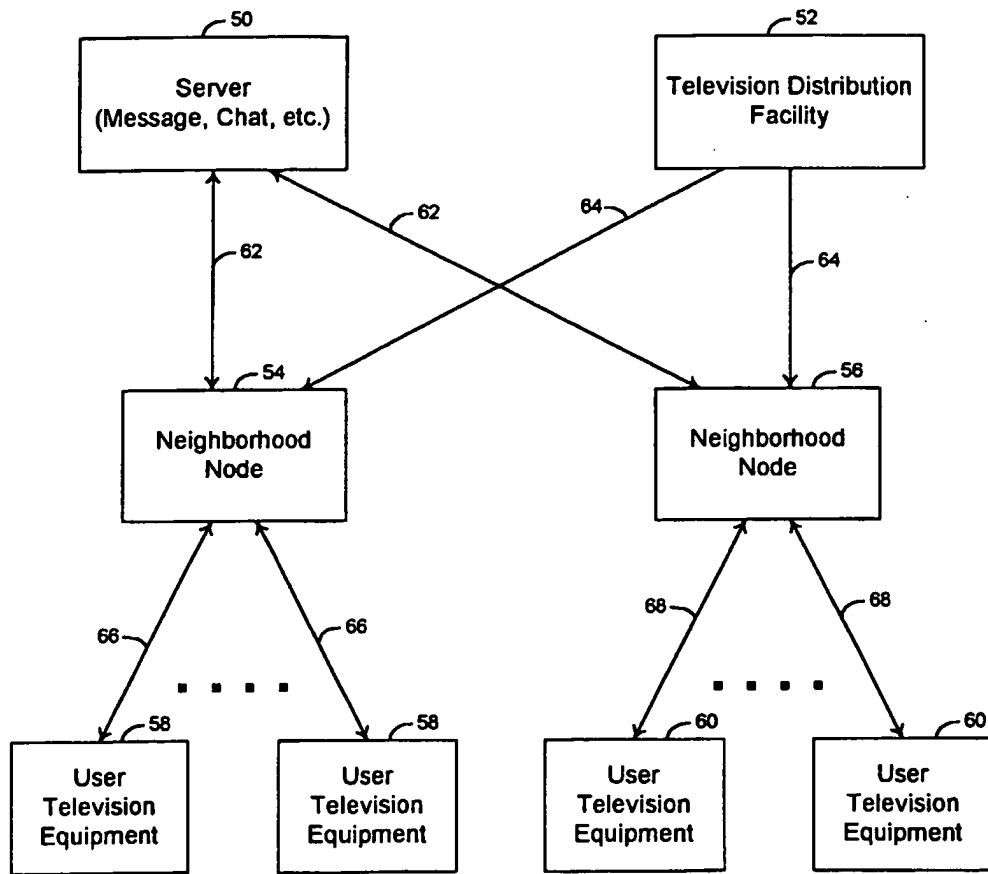 50
52
Server
(Message, Chat, etc.)
Television Distribution
Facility
62
62
64
64
54
56
Neighborhood
Node
Neighborhood
Node
66
66
68
68
58
58
60
60
User
Television
Equipment
User
Television
Equipment
User
Television
Equipment
User
Television
Equipment